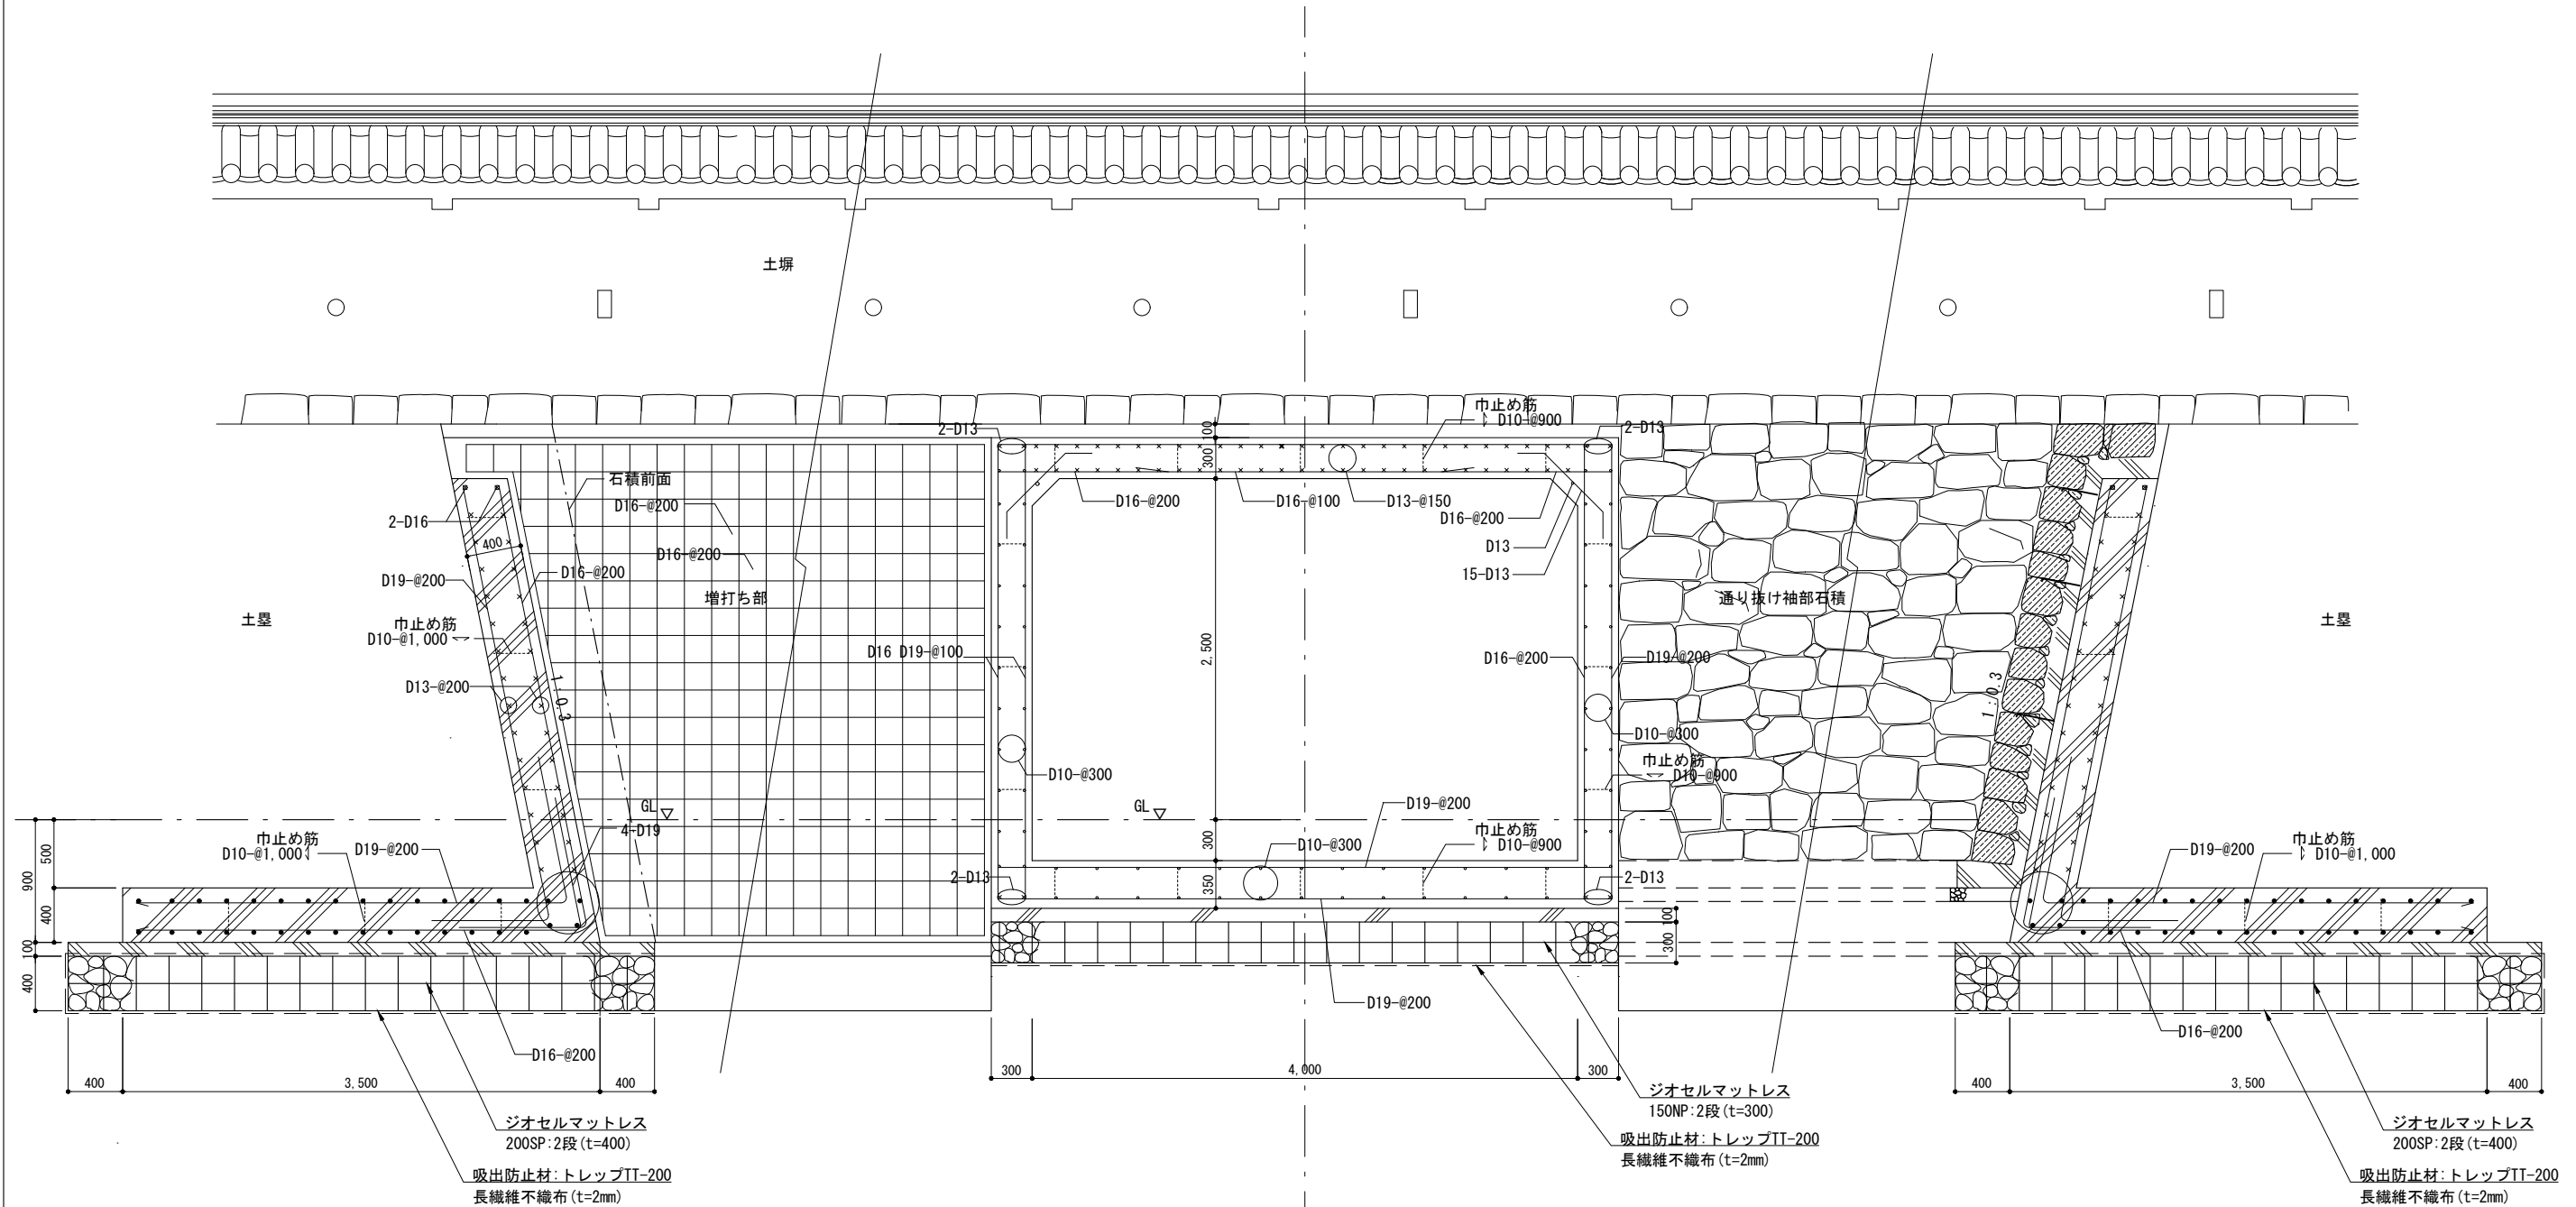 土塀
巾止め筋
D10-@900
2-D13
2-D13
100
300
石積前面
D16-@200
D16-@200
D16-@100
D13-@150
D16-@200
2-D16
400
D16-@200
D13
D19-@200
D16-@200
15-D13
増打ち部
通り抜け袖部石積
土塁
土塁
巾止め筋
D10-@1,000
2,500
D16 D19-@100
D16-@200
D19-@200
D13-@200
1:0.3
1:0.3
D10-@300
D10-@300
巾止め筋
D10-@900
GL
GL
D19-@200
4-D19
巾止め筋
D10-@1,000
D19-@200
300
D10-@300
巾止め筋
D10-@900
D19-@200
巾止め筋
D10-@1,000
500
900
400
100
400
2-D13
350
2-D13
100
300
D19-@200
D16-@200
D16-@200
400
3,500
400
300
4,000
300
400
3,500
400
ジオセルマットレス
150NP:2段(t=300)
ジオセルマットレス
200SP:2段(t=400)
ジオセルマットレス
200SP:2段(t=400)
吸出防止材:トレップTT-200
長繊維不織布(t=2mm)
吸出防止材:トレップTT-200
長繊維不織布(t=2mm)
吸出防止材:トレップTT-200
長繊維不織布(t=2mm)